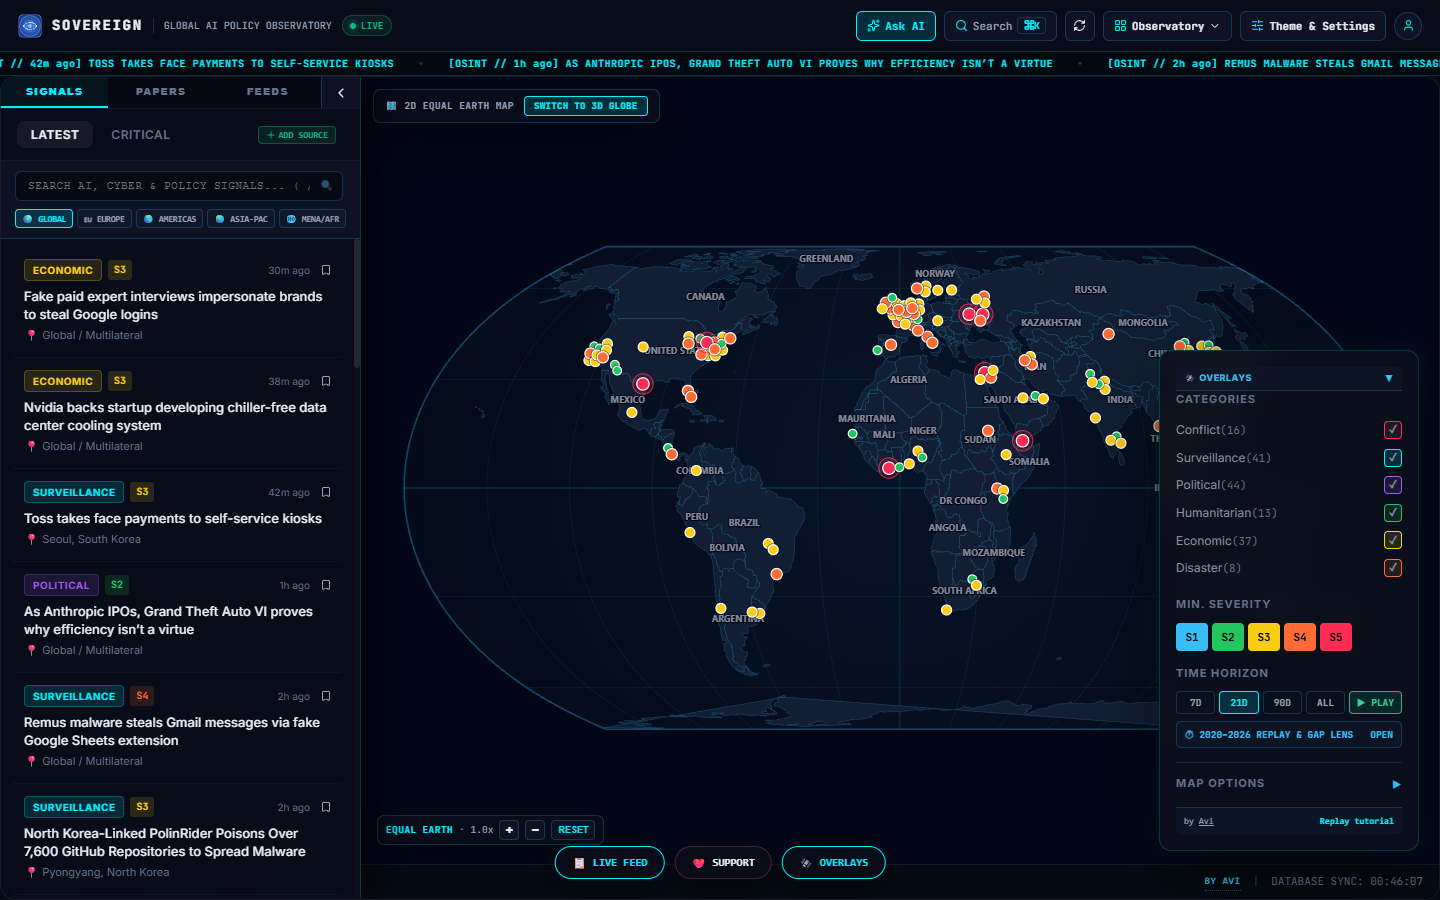 SOVEREIGN
GLOBAL AI POLICY OBSERVATORY
LIVE
Ask AI
Search ⌘K
Observatory
Theme & Settings
// 42m ago] TOSS TAKES FACE PAYMENTS TO SELF-SERVICE KIOSKS
[OSINT // 1h ago] AS ANTHROPIC IPOS, GRAND THEFT AUTO VI PROVES WHY EFFICIENCY ISN'T A VIRTUE
[OSINT // 2h ago] REMUS MALWARE STEALS GMAIL
SIGNALS
PAPERS
FEEDS
LATEST
CRITICAL
+ ADD SOURCE
SEARCH AI, CYBER & POLICY SIGNALS... ( /
GLOBAL
EU EUROPE
AMERICAS
ASIA-PAC
MENA/AFR
ECONOMIC S3 30m ago
Fake paid expert interviews impersonate brands
to steal Google logins
Global / Multilateral
ECONOMIC S3 38m ago
Nvidia backs startup developing chiller-free data
center cooling system
Global / Multilateral
SURVEILLANCE S3 42m ago
Toss takes face payments to self-service kiosks
Seoul, South Korea
POLITICAL S2 1h ago
As Anthropic IPOs, Grand Theft Auto VI proves
why efficiency isn't a virtue
Global / Multilateral
SURVEILLANCE S4 2h ago
Remus malware steals Gmail messages via fake
Google Sheets extension
Global / Multilateral
SURVEILLANCE S3 2h ago
North Korea-Linked PolinRider Poisons Over
7,600 GitHub Repositories to Spread Malware
Pyongyang, North Korea
2D EQUAL EARTH MAP
SWITCH TO 3D GLOBE
GREENLAND
NORWAY
RUSSIA
CANADA
KAZAKHSTAN
MONGOLIA
UNITED
ALGERIA
SAUDI
INDIA
MEXICO
MAURITANIA
MALI
NIGER
SUDAN
SOMALIA
DR CONGO
PERU
BRAZIL
ANGOLA
BOLIVIA
MOZAMBIQUE
SOUTH AFRICA
ARGENTINA
OVERLAYS ▼
CATEGORIES
Conflict(16)
Surveillance(41)
Political(44)
Humanitarian(13)
Economic(37)
Disaster(8)
MIN. SEVERITY
S1 S2 S3 S4 S5
TIME HORIZON
7D 21D 90D ALL ▶ PLAY
2020–2026 REPLAY & GAP LENS OPEN
MAP OPTIONS ▶
by Avi
Replay tutorial
EQUAL EARTH · 1.0x + − RESET
LIVE FEED
SUPPORT
OVERLAYS
BY AVI | DATABASE SYNC: 00:46:07